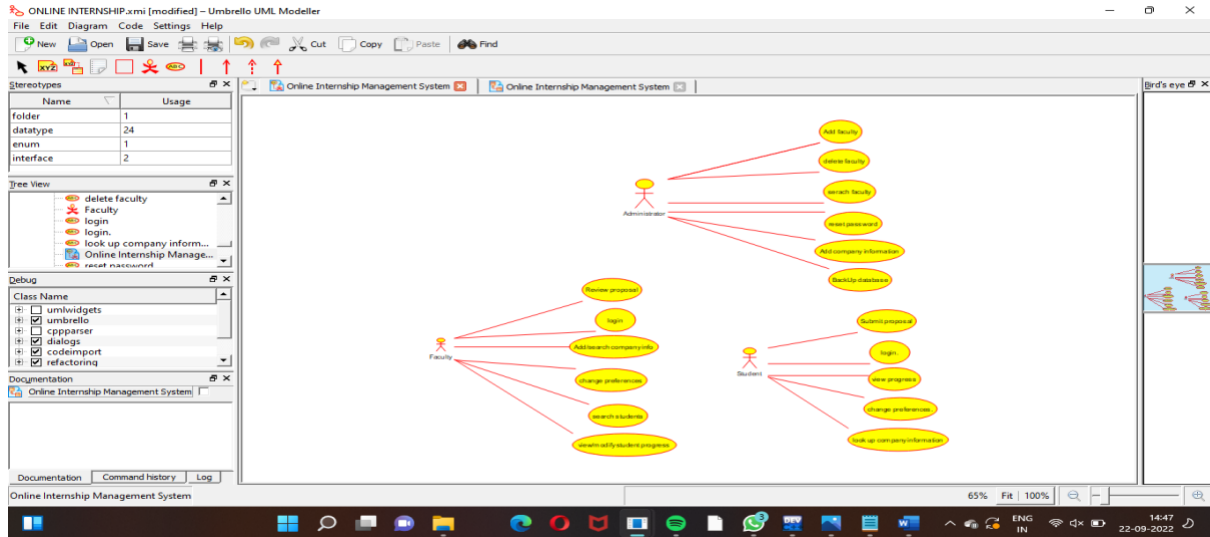 ONLINE INTERNSHIP.xmi [modified] – Umbrello UML Modeller
File Edit Diagram Code Settings Help
New Open Save Cut Copy Paste Find
XYZ ABC
Stereotypes
Name Usage
folder 1
datatype 24
enum 1
interface 2
Tree View
delete faculty
Faculty
login
login.
look up company inform...
Online Internship Manage...
reset password
Debug
Class Name
umlwidgets
umbrello
cppparser
dialogs
codeimport
refactoring
Documentation
Online Internship Management System
Documentation Command history Log
Online Internship Management System
Online Internship Management System Online Internship Management System
Bird's eye
Administrator
Add faculty
delete faculty
serach faculty
reset password
Add company information
BackUp database
Faculty
Review proposal
login
Add/search company info
change preferences
search students
view/modify student progress
Student
Submit proposal
login.
view progress
change preferences.
look up company information
65% Fit 100%
3
DEV
ENG
IN
14:47
22-09-2022